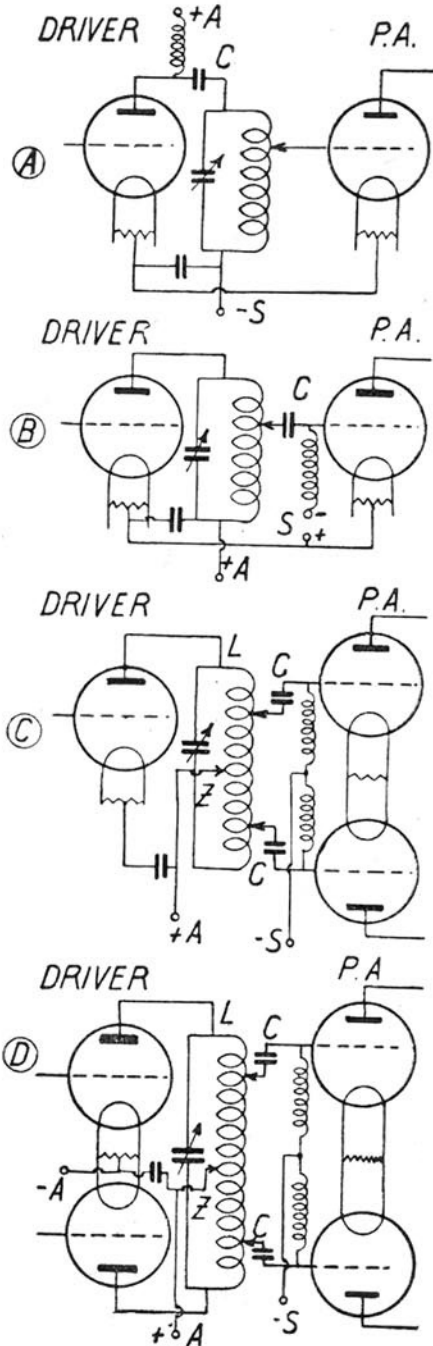 DRIVER +A P.A.
C
A
-S
DRIVER P.A.
C
B
S -
+
+A
DRIVER P.A.
L
C
C
Z
C
+A
-S
DRIVER P.A
L
C
D
-A
Z
C
+ A
-S